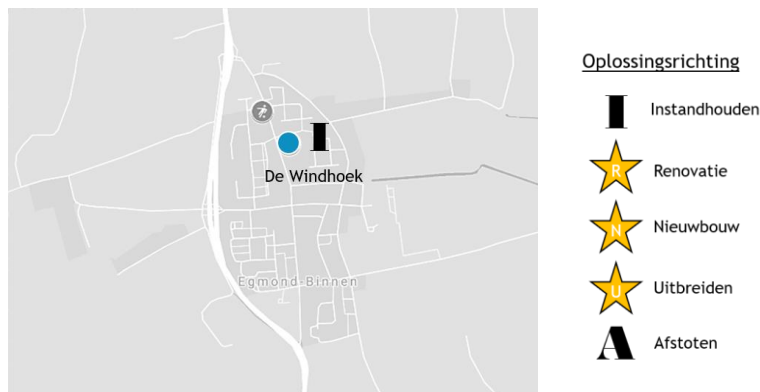 I
De Windhoek
Egmond-Binnen
Oplossingsrichting
I Instandhouden
R Renovatie
N Nieuwbouw
U Uitbreiden
A Afstoten